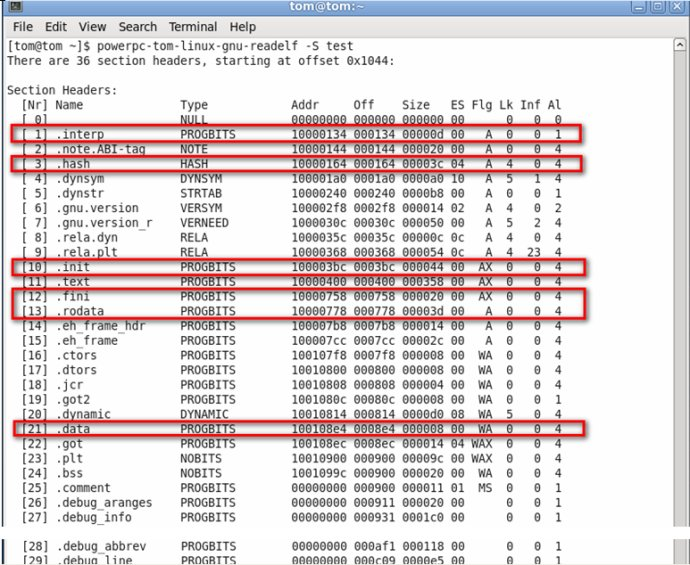 tom@tom:~
File Edit View Search Terminal Help
[tom@tom ~]$ powerpc-tom-linux-gnu-readelf -S test
There are 36 section headers, starting at offset 0x1044:
Section Headers:
[Nr] Name Type Addr Off Size ES Flg Lk Inf Al
[ 0] NULL 00000000 000000 000000 00 0 0 0
[ 1] .interp PROGBITS 10000134 000134 00000d 00 A 0 0 1
[ 2] .note.ABI-tag NOTE 10000144 000144 000020 00 A 0 0 4
[ 3] .hash HASH 10000164 000164 00003c 04 A 4 0 4
[ 4] .dynsym DYNSYM 100001a0 0001a0 0000a0 10 A 5 1 4
[ 5] .dynstr STRTAB 10000240 000240 0000b8 00 A 0 0 1
[ 6] .gnu.version VERSYM 100002f8 0002f8 000014 02 A 4 0 2
[ 7] .gnu.version_r VERNEED 1000030c 00030c 000050 00 A 5 2 4
[ 8] .rela.dyn RELA 1000035c 00035c 00000c 0c A 4 0 4
[ 9] .rela.plt RELA 10000368 000368 000054 0c A 4 23 4
[10] .init PROGBITS 100003bc 0003bc 000044 00 AX 0 0 4
[11] .text PROGBITS 10000400 000400 000358 00 AX 0 0 4
[12] .fini PROGBITS 10000758 000758 000020 00 AX 0 0 4
[13] .rodata PROGBITS 10000778 000778 00003d 00 A 0 0 4
[14] .eh_frame_hdr PROGBITS 100007b8 0007b8 000014 00 A 0 0 4
[15] .eh_frame PROGBITS 100007cc 0007cc 00002c 00 A 0 0 4
[16] .ctors PROGBITS 100107f8 0007f8 000008 00 WA 0 0 4
[17] .dtors PROGBITS 10010800 000800 000008 00 WA 0 0 4
[18] .jcr PROGBITS 10010808 000808 000004 00 WA 0 0 4
[19] .got2 PROGBITS 1001080c 00080c 000008 00 WA 0 0 1
[20] .dynamic DYNAMIC 10010814 000814 0000d0 08 WA 5 0 4
[21] .data PROGBITS 100108e4 0008e4 000008 00 WA 0 0 4
[22] .got PROGBITS 100108ec 0008ec 000014 04 WAX 0 0 4
[23] .plt NOBITS 10010900 000900 00009c 00 WAX 0 0 4
[24] .bss NOBITS 1001099c 000900 000020 00 WA 0 0 4
[25] .comment PROGBITS 00000000 000900 000011 01 MS 0 0 1
[26] .debug_aranges PROGBITS 00000000 000911 000020 00 0 0 1
[27] .debug_info PROGBITS 00000000 000931 0001c0 00 0 0 1
[28] .debug_abbrev PROGBITS 00000000 000af1 000118 00 0 0 1
[29] .debug_line PROGBITS 00000000 000c09 0000e5 00 0 0 1